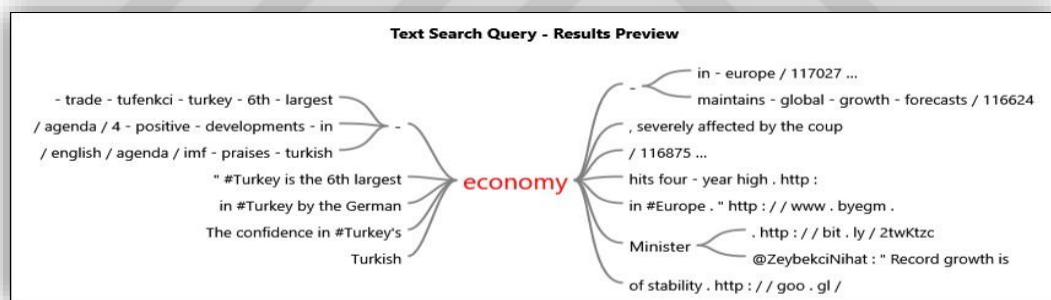 Text Search Query - Results Preview
- trade - tufenkci - turkey - 6th - largest
/ agenda / 4 - positive - developments - in
/ english / agenda / imf - praises - turkish
-
" #Turkey is the 6th largest
in #Turkey by the German
The confidence in #Turkey's
Turkish
economy
-
in - europe / 117027 ...
maintains - global - growth - forecasts / 116624
, severely affected by the coup
/ 116875 ...
hits four - year high . http :
in #Europe . " http : / / www . byegm .
Minister
. http : / / bit . ly / 2twKtzc
@ZeybekciNihat : " Record growth is
of stability . http : / / goo . gl /